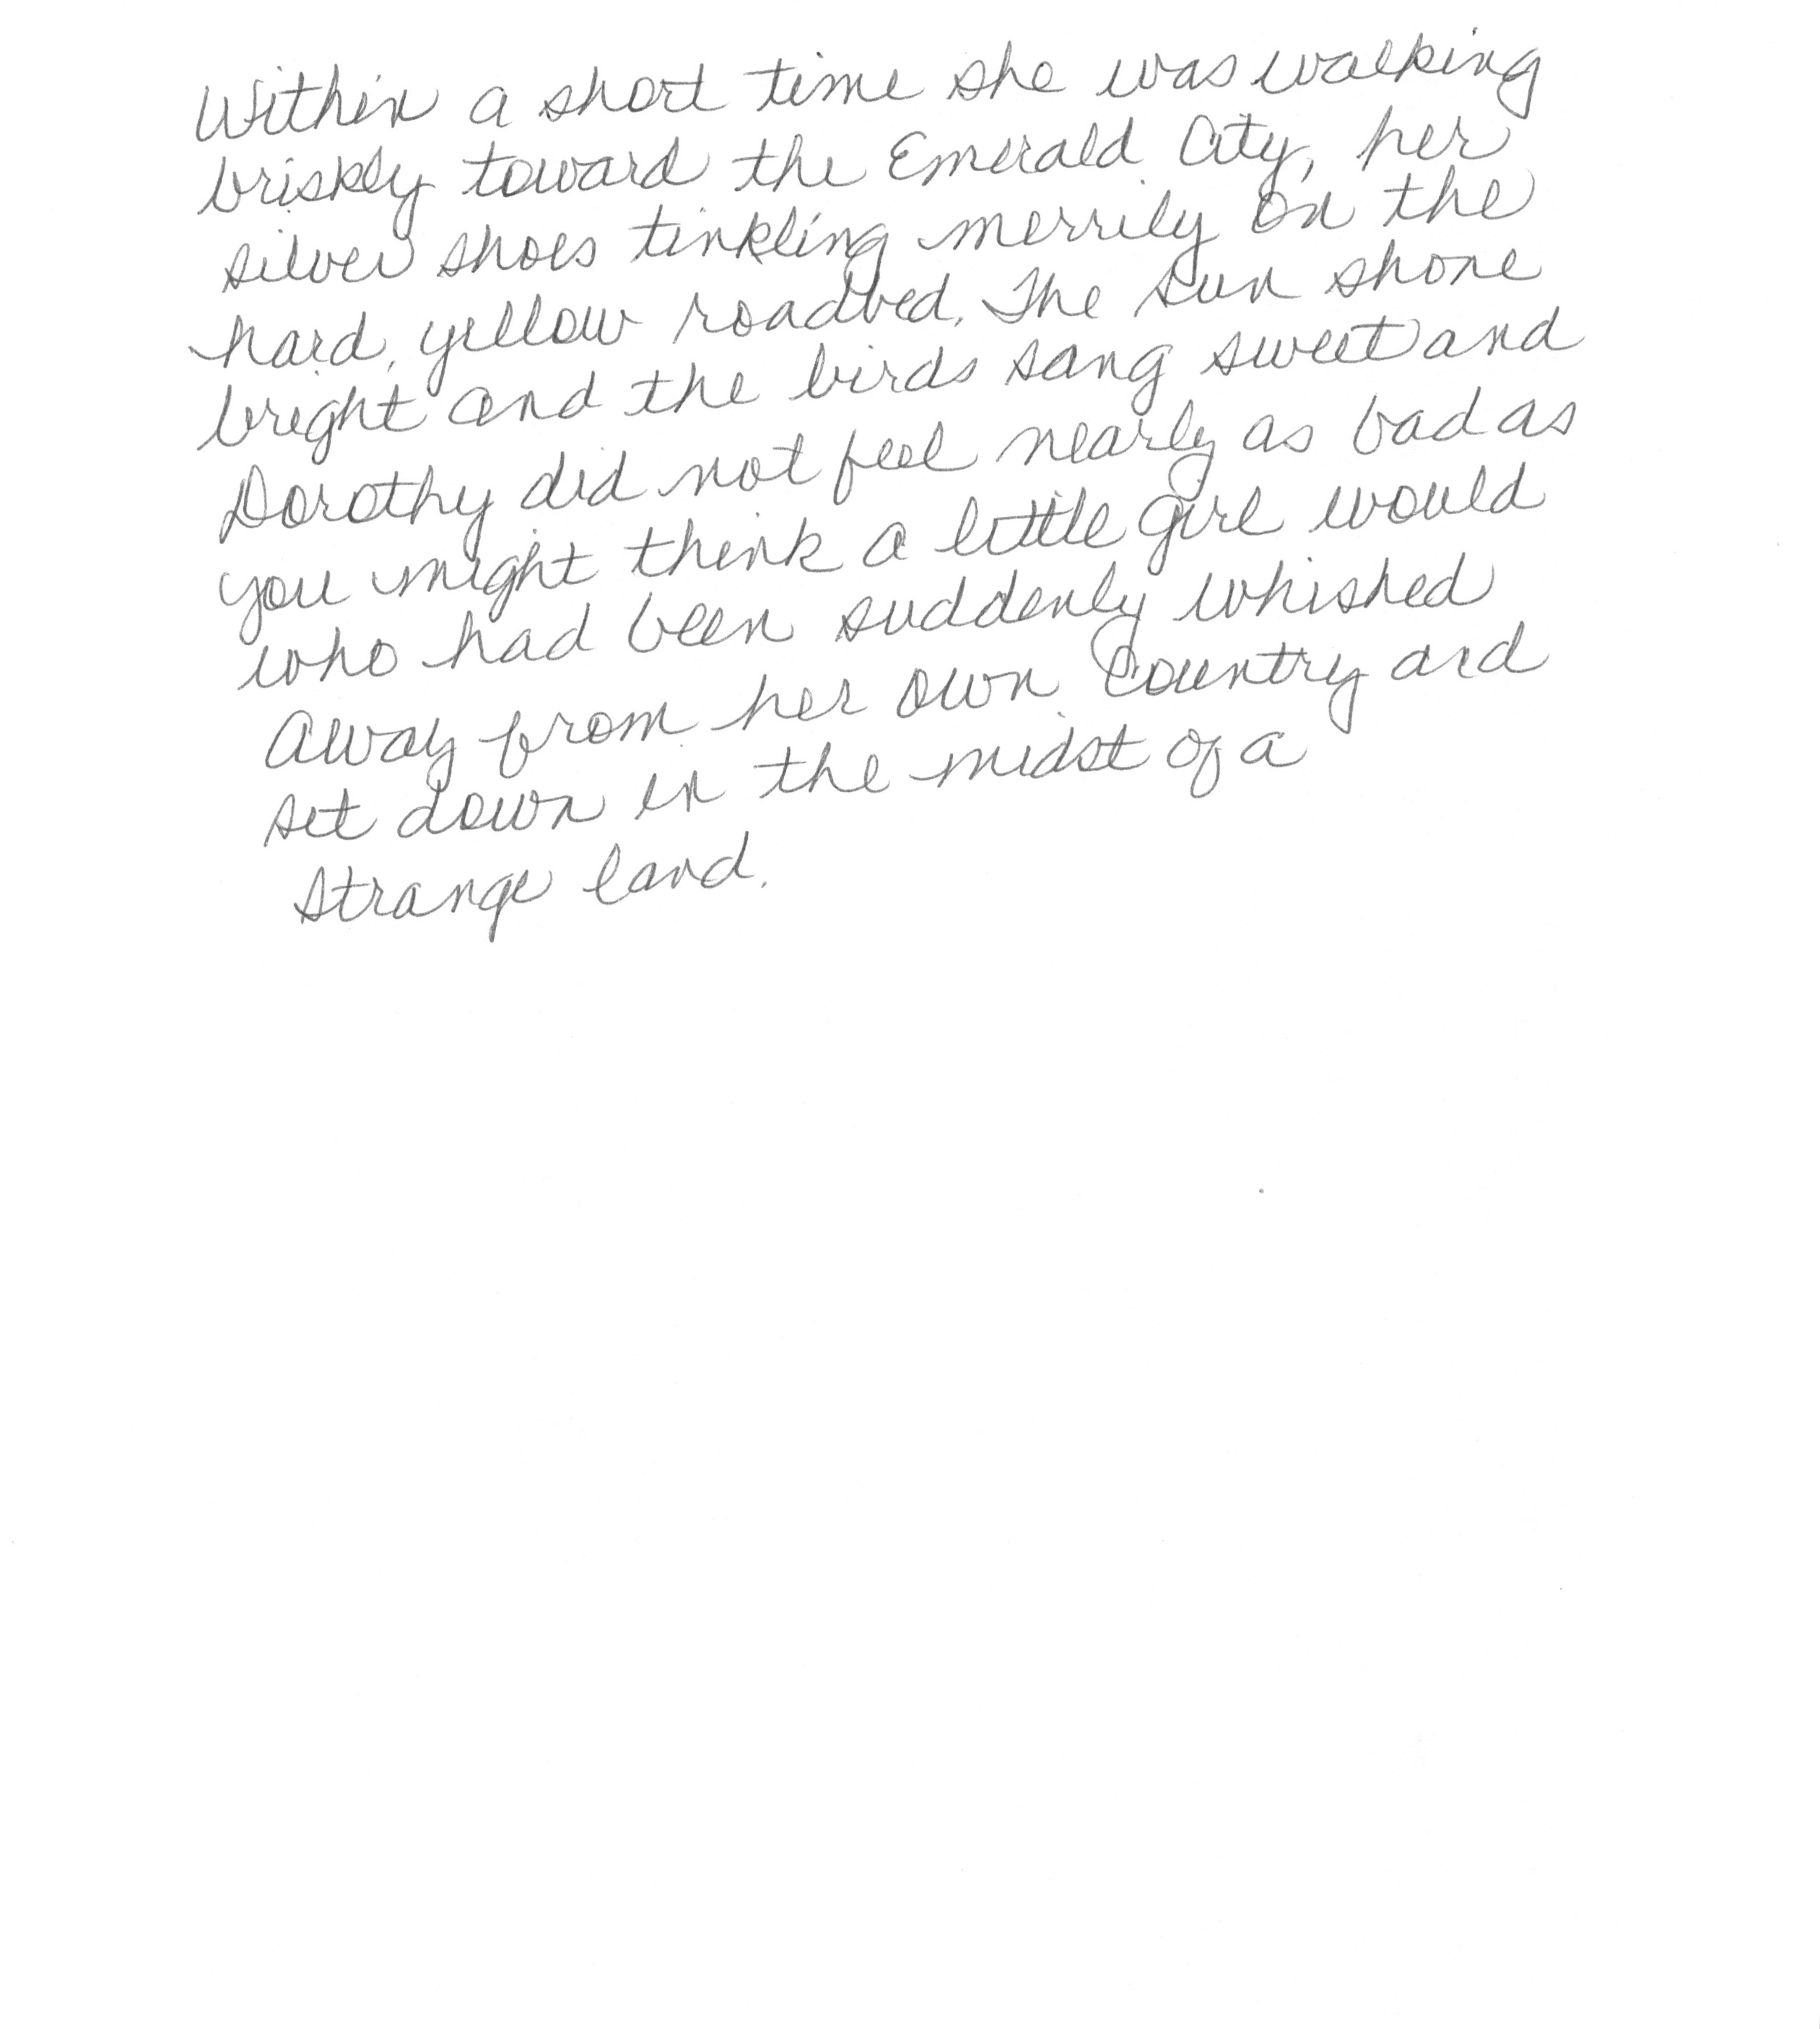 Within a short time she was walking
briskly toward the Emerald City, her
silver shoes tinkling merrily on the
hard, yellow roadbed. The sun shone
bright and the birds sang sweet and
Dorothy did not feel nearly as bad as
you might think a little girl would
who had been suddenly whished
away from her own country and
set down in the midst of a
strange land.